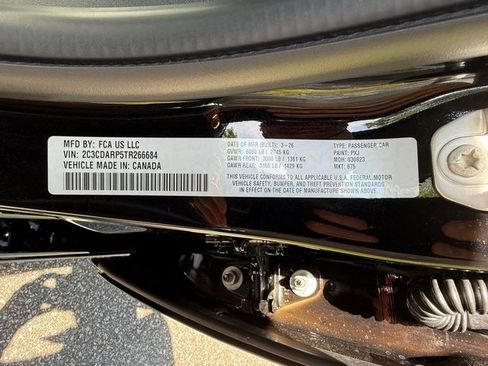 MFD BY: FCA US LLC
VIN: 2C3CDARP5TR266684
VEHICLE MADE IN: CANADA
DATE OF MFR (BUILT): 3-26
GVWR: 6050 LB / 2745 KG
GAWR FRONT: 3000 LB / 1361 KG
GAWR REAR: 3150 LB / 1429 KG
TYPE: PASSENGER CAR
PAINT: PXJ
MDH: 030923
MKT: 675
THIS VEHICLE CONFORMS TO ALL APPLICABLE U.S.A. FEDERAL MOTOR
VEHICLE SAFETY, BUMPER, AND THEFT PREVENTION STANDARDS
IN EFFECT ON THE DATE OF MANUFACTURE SHOWN ABOVE.